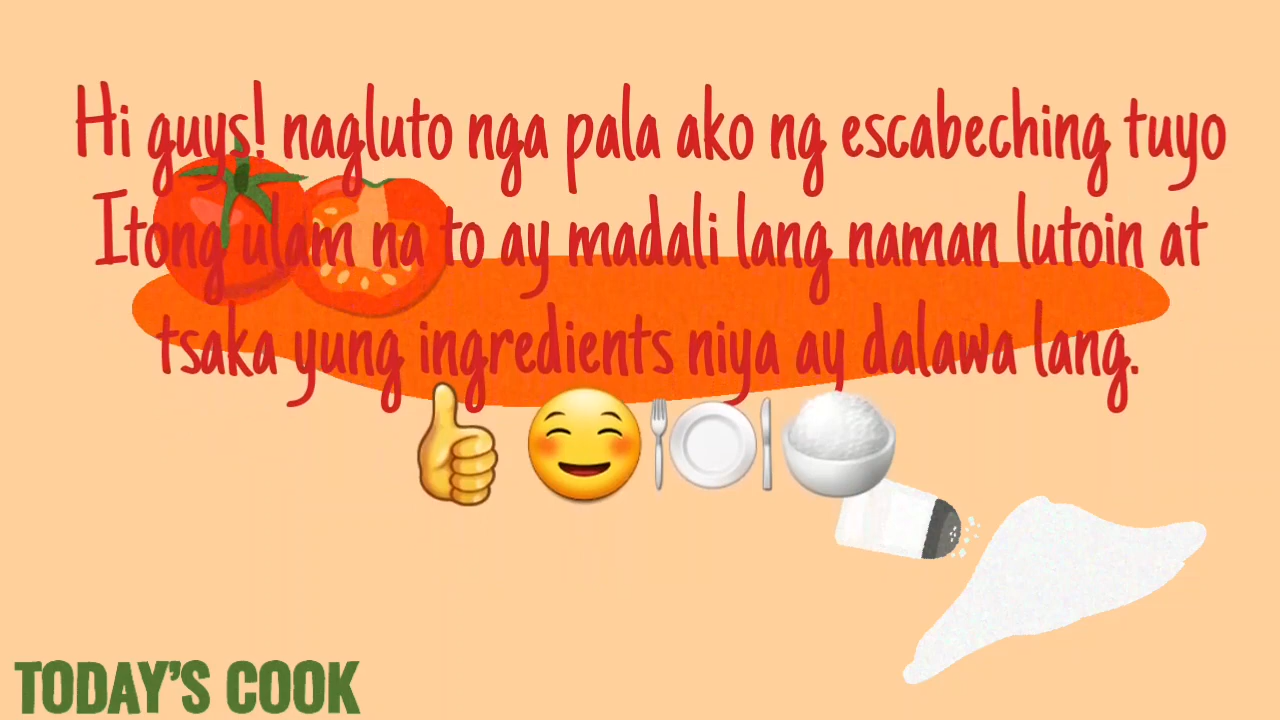 Hi guys! nagluto nga pala ako ng escabeching tuyo
Itong ulam na to ay madali lang naman lutoin at
tsaka yung ingredients niya ay dalawa lang.
👍 😊🍽️🍚
TODAY'S COOK